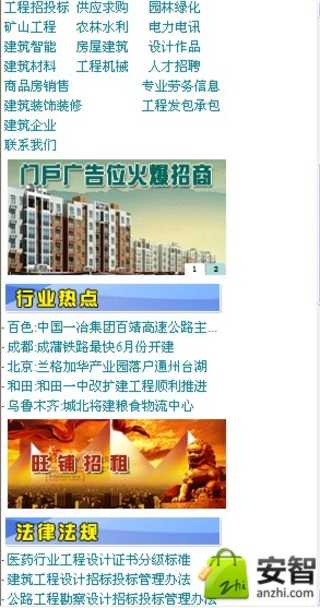 工程招投标 供应求购 园林绿化
矿山工程 农林水利 电力电讯
建筑智能 房屋建筑 设计作品
建筑材料 工程机械 人才招聘
商品房销售 专业劳务信息
建筑装饰装修 工程发包承包
建筑企业
联系我们
门戶广告位火爆招商
1 2
行业热点
· 百色:中国一冶集团百靖高速公路主...
· 成都:成蒲铁路最快6月份开建
· 北京:兰格加华产业园落户通州台湖
· 和田:和田一中改扩建工程顺利推进
· 乌鲁木齐:城北将建粮食物流中心
旺铺招租
法律法规
· 医药行业工程设计证书分级标准
· 建筑工程设计招标投标管理办法
· 公路工程勘察设计招标投标管理办
zhi
安智
anzhi.com